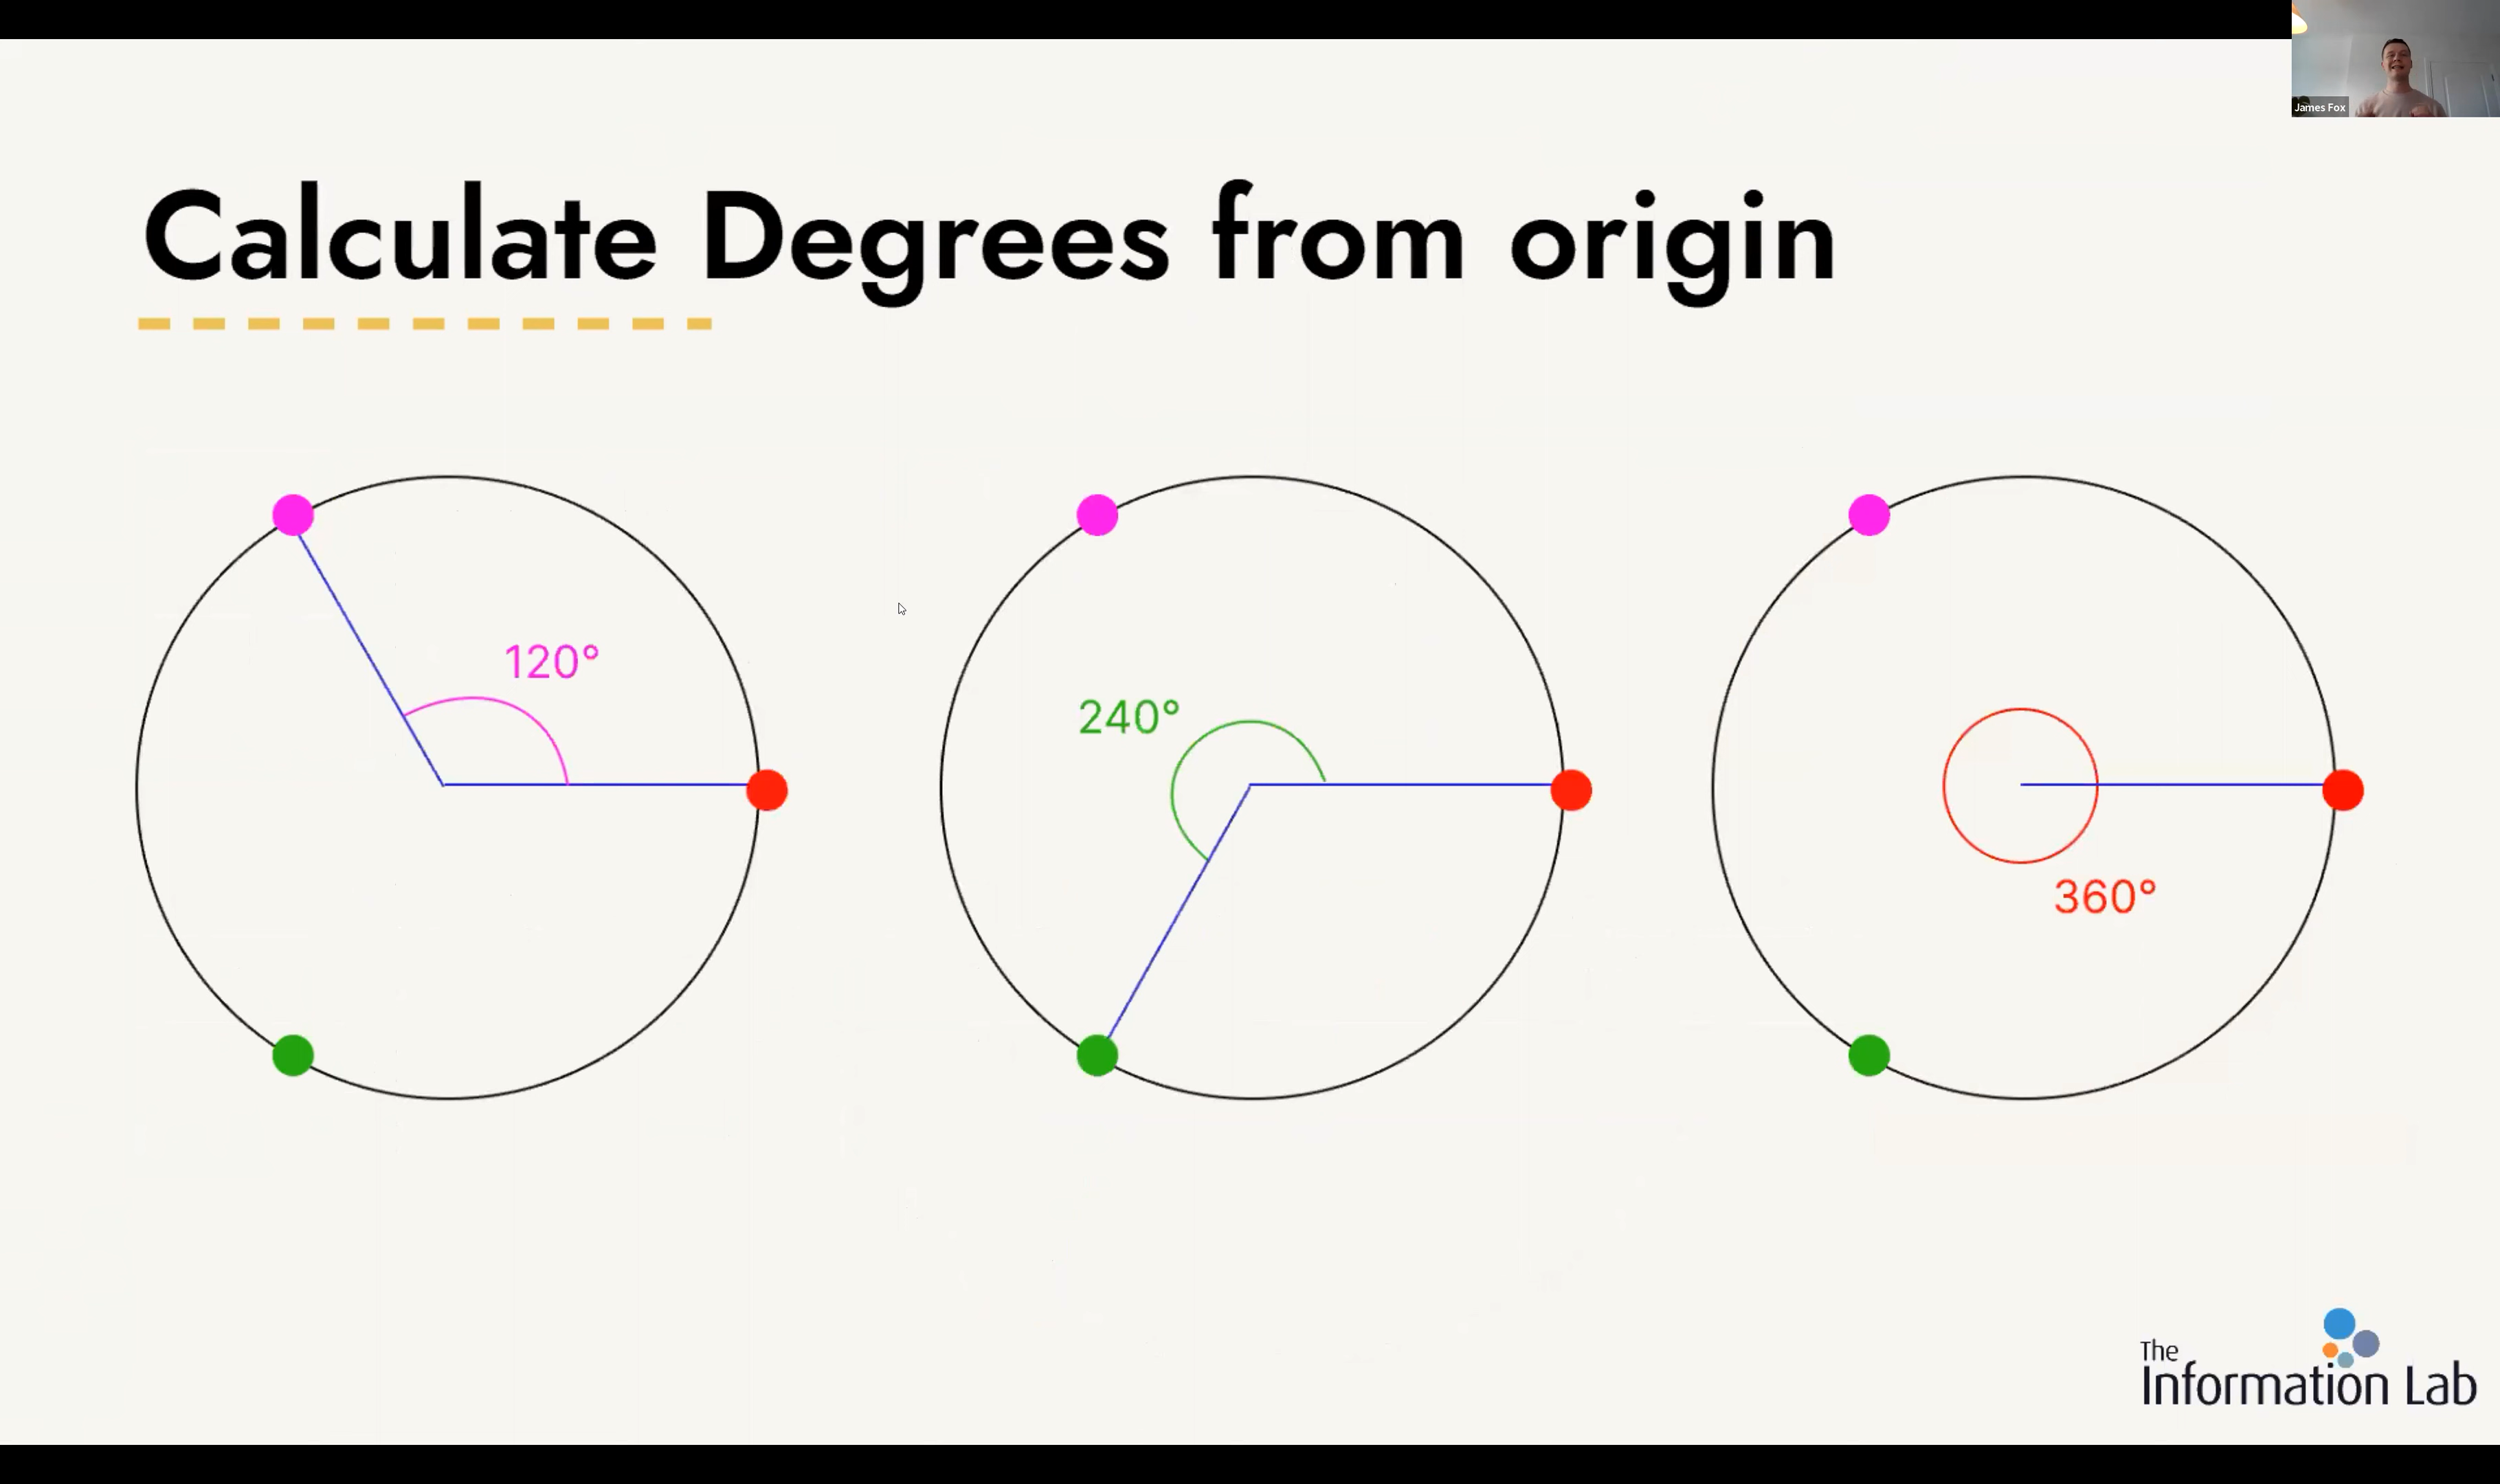 James Fox
Calculate Degrees from origin
120°
240°
360°
The
Information Lab